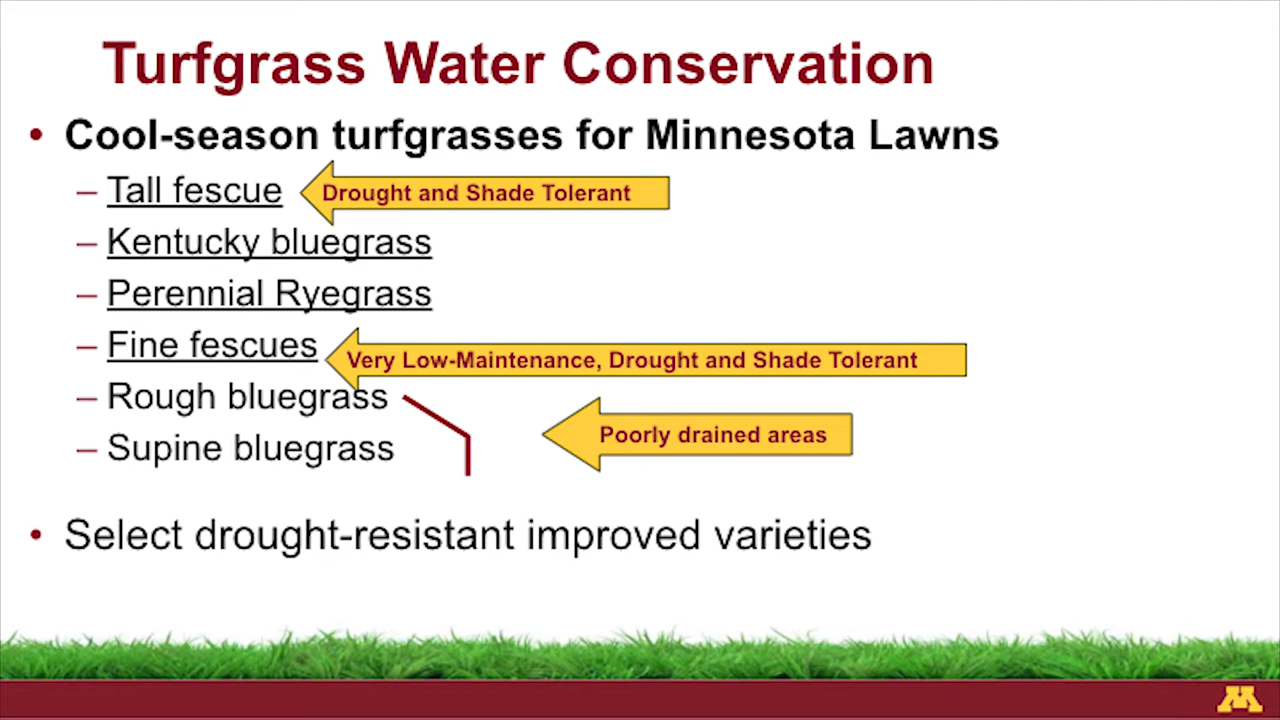 Turfgrass Water Conservation
• Cool-season turfgrasses for Minnesota Lawns
– Tall fescue
Drought and Shade Tolerant
– Kentucky bluegrass
– Perennial Ryegrass
– Fine fescues
Very Low-Maintenance, Drought and Shade Tolerant
– Rough bluegrass
Poorly drained areas
– Supine bluegrass
• Select drought-resistant improved varieties
M